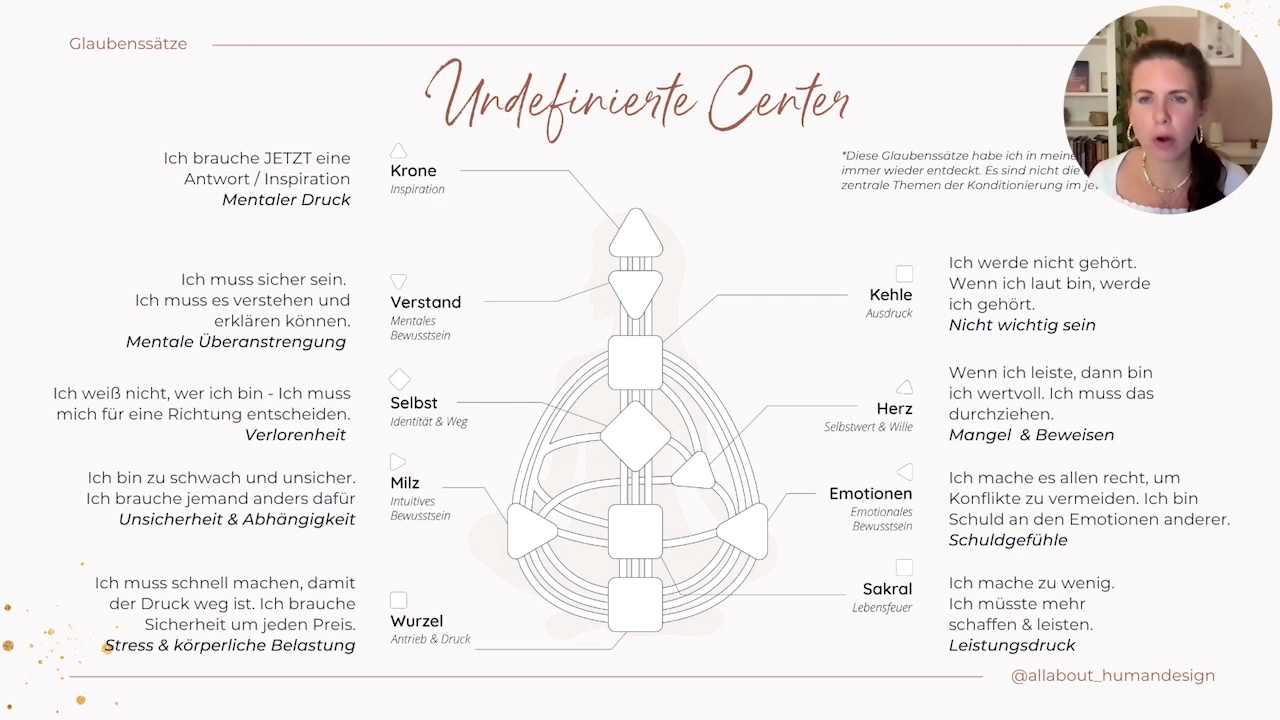 Glaubenssätze
Undefinierte Center
Ich brauche JETZT eine
Antwort / Inspiration
Mentaler Druck
Krone
Inspiration
*Diese Glaubenssätze habe ich in meine
immer wieder entdeckt. Es sind nicht die
zentrale Themen der Konditionierung im
Ich muss sicher sein.
Ich muss es verstehen und
erklären können.
Mentale Überanstrengung
Verstand
Mentales
Bewusstsein
Kehle
Ausdruck
Ich werde nicht gehört.
Wenn ich laut bin, werde
ich gehört.
Nicht wichtig sein
Ich weiß nicht, wer ich bin - Ich muss
mich für eine Richtung entscheiden.
Verlorenheit
Selbst
Identität & Weg
Herz
Selbstwert & Wille
Wenn ich leiste, dann bin
ich wertvoll. Ich muss das
durchziehen.
Mangel & Beweisen
Ich bin zu schwach und unsicher.
Ich brauche jemand anders dafür
Unsicherheit & Abhängigkeit
Milz
Intuitives
Bewusstsein
Emotionen
Emotionales
Bewusstsein
Ich mache es allen recht, um
Konflikte zu vermeiden. Ich bin
Schuld an den Emotionen anderer.
Schuldgefühle
Ich muss schnell machen, damit
der Druck weg ist. Ich brauche
Sicherheit um jeden Preis.
Stress & körperliche Belastung
Wurzel
Antrieb & Druck
Sakral
Lebensfeuer
Ich mache zu wenig.
Ich müsste mehr
schaffen & leisten.
Leistungsdruck
@allabout_humandesign